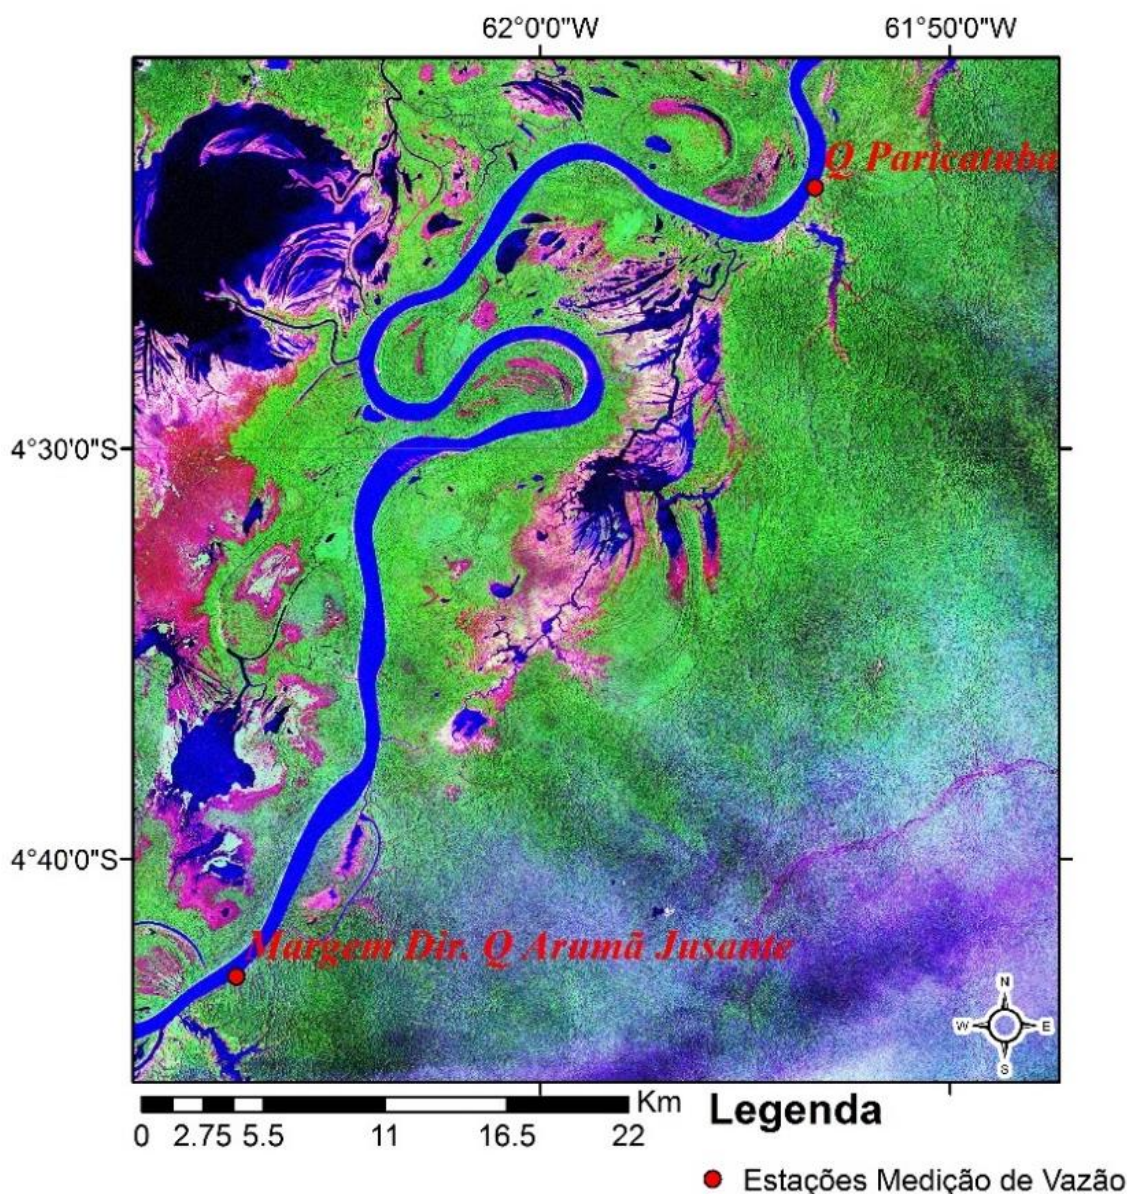 62°0'0"W 61°50'0"W
Q Paricatuba
4°30'0"S
4°40'0"S
Margem Dir. Q Arumã Jusante
N
W E
S
Km
0 2.75 5.5 11 16.5 22
Legenda
Estações Medição de Vazão